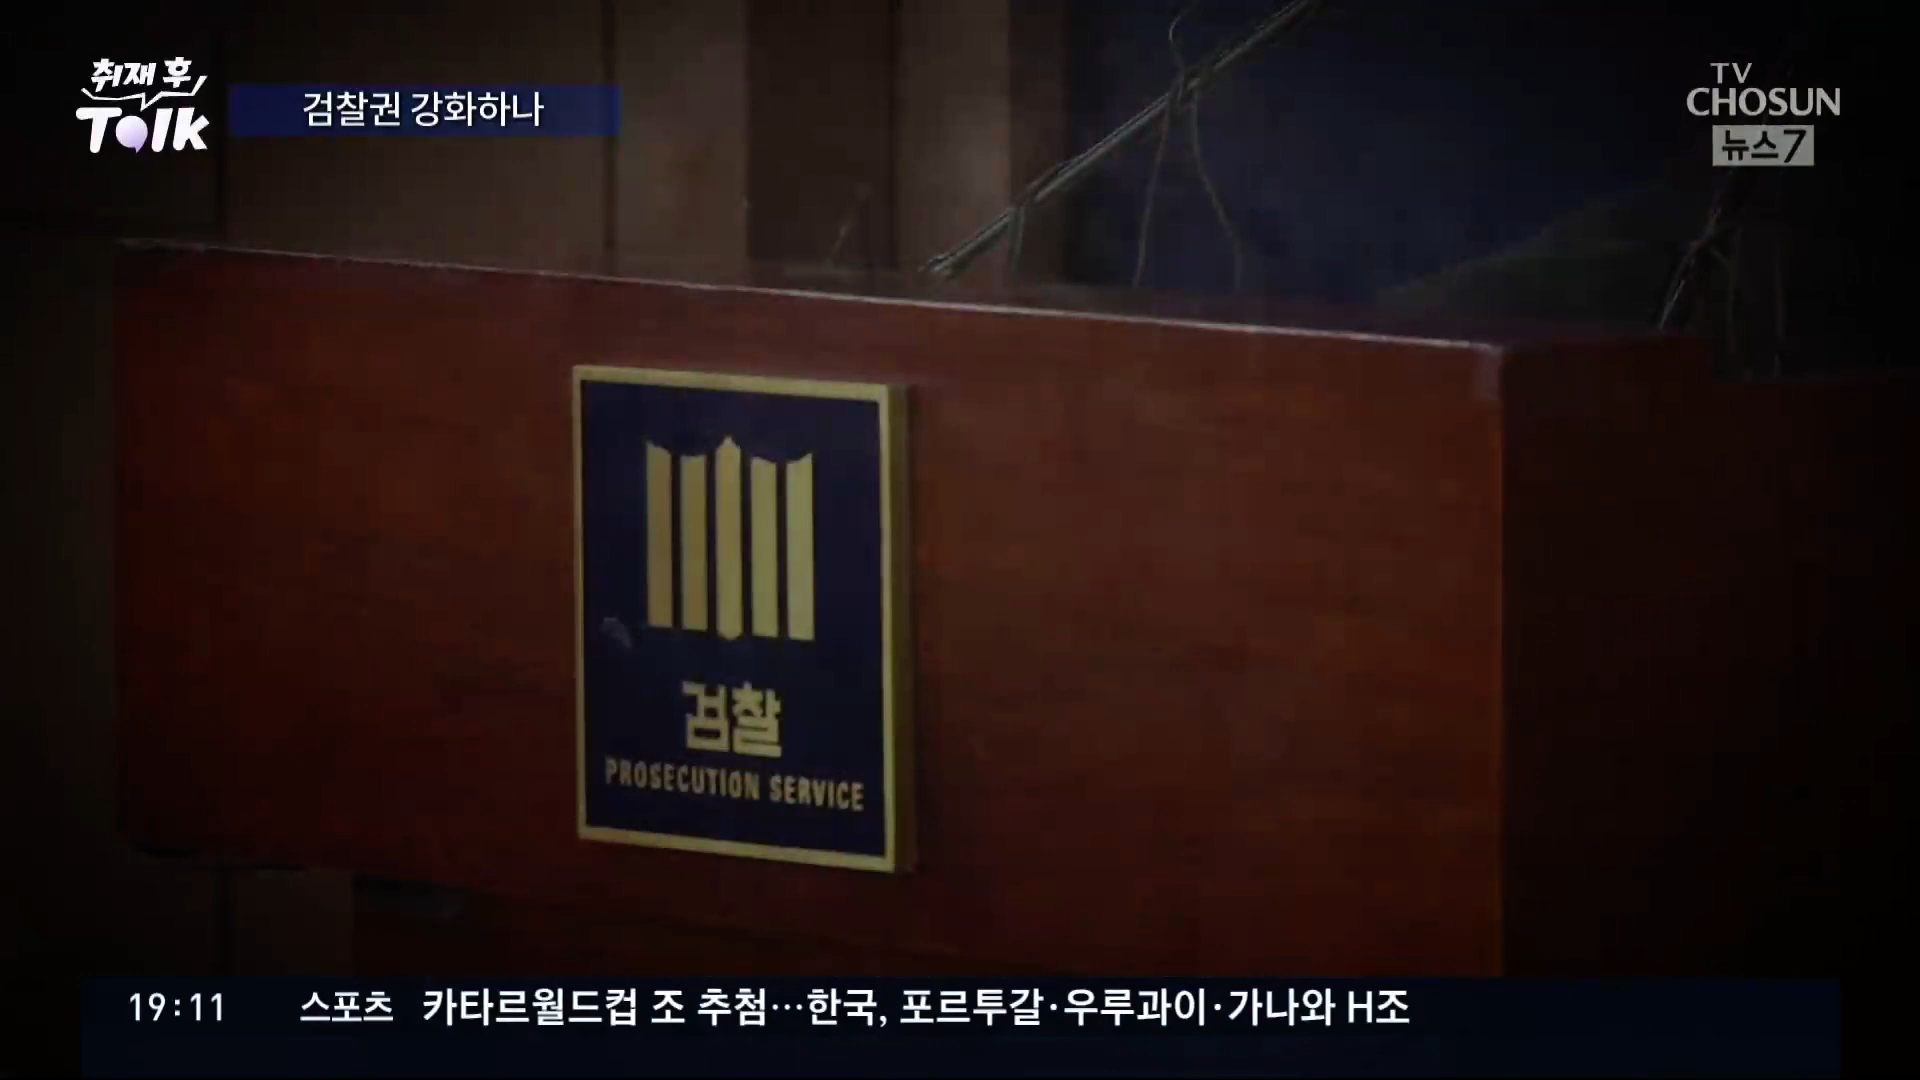 취재 후
Talk
검찰권 강화하나
TV
CHOSUN
뉴스7
검찰
PROSECUTION SERVICE
19:11 스포츠 카타르월드컵 조 추첨…한국, 포르투갈·우루과이·가나와 H조